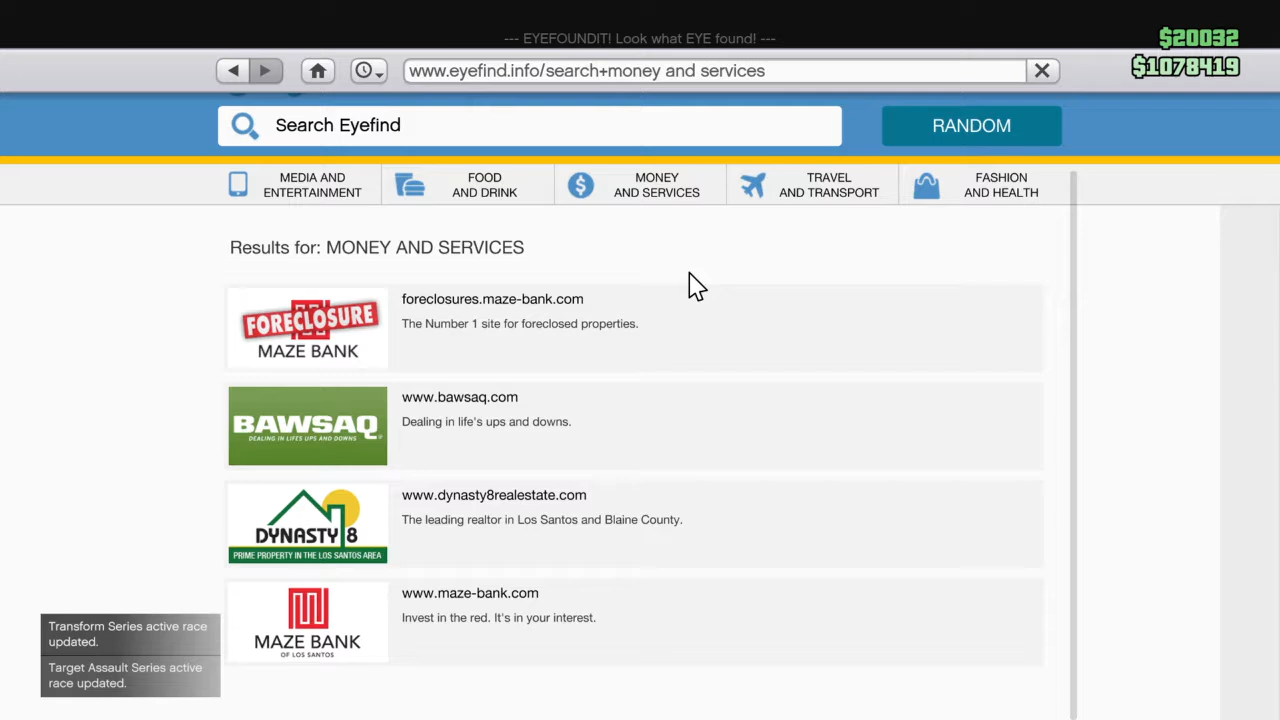 --- EYEFOUNDIT! Look what EYE found! ---
$20032
$1078419
www.eyefind.info/search+money and services
Search Eyefind
RANDOM
MEDIA AND
ENTERTAINMENT
FOOD
AND DRINK
MONEY
AND SERVICES
TRAVEL
AND TRANSPORT
FASHION
AND HEALTH
Results for: MONEY AND SERVICES
FORECLOSURE
MAZE BANK
foreclosures.maze-bank.com
The Number 1 site for foreclosed properties.
BAWSAQ
DEALING IN LIFE'S UPS AND DOWNS
www.bawsaq.com
Dealing in life's ups and downs.
DYNASTY 8
PRIME PROPERTY IN THE LOS SANTOS AREA
www.dynasty8realestate.com
The leading realtor in Los Santos and Blaine County.
MAZE BANK
OF LOS SANTOS
www.maze-bank.com
Invest in the red. It's in your interest.
Transform Series active race
updated.
Target Assault Series active
race updated.